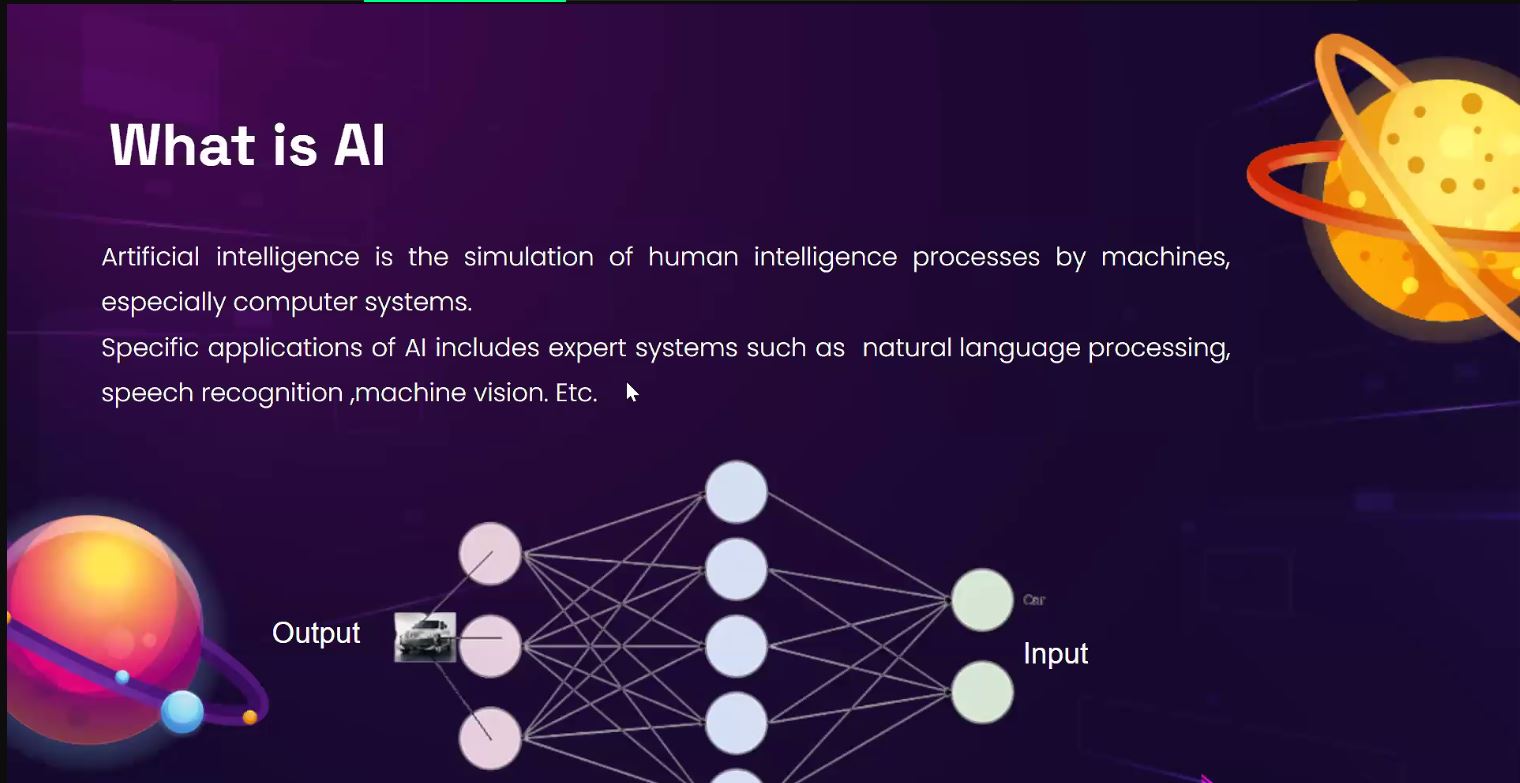 What is AI
Artificial intelligence is the simulation of human intelligence processes by machines,
especially computer systems.
Specific applications of AI includes expert systems such as  natural language processing,
speech recognition ,machine vision. Etc.
Car
Output
Input